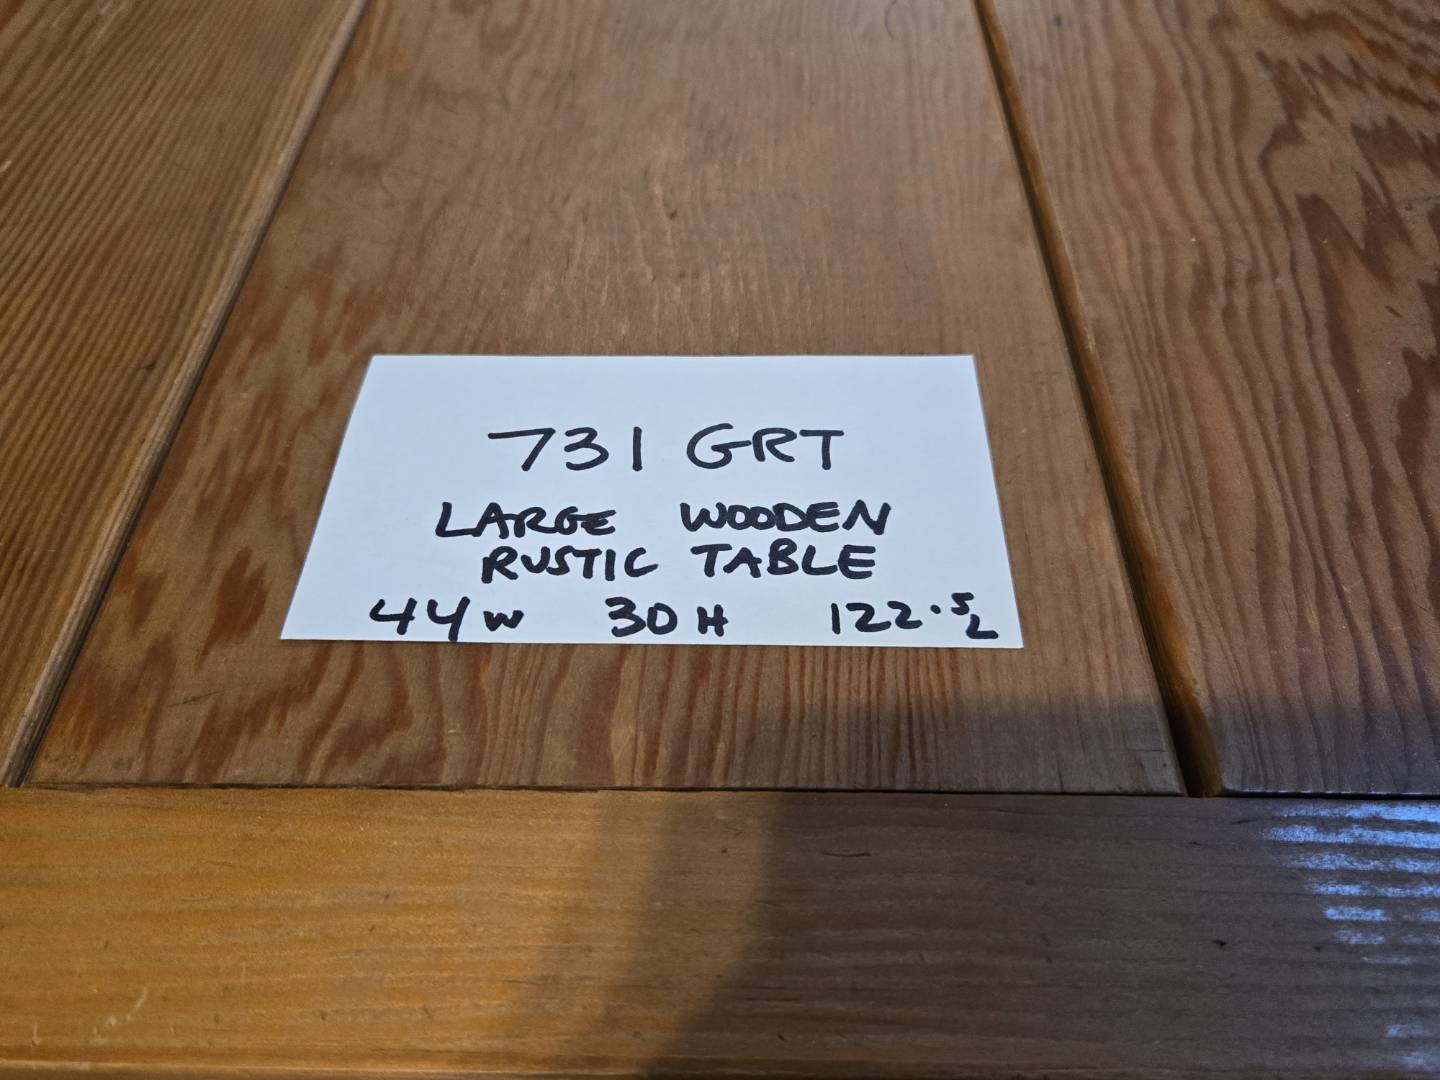 731 GRT
LARGE WOODEN
RUSTIC TABLE
44W 30H 122.5L